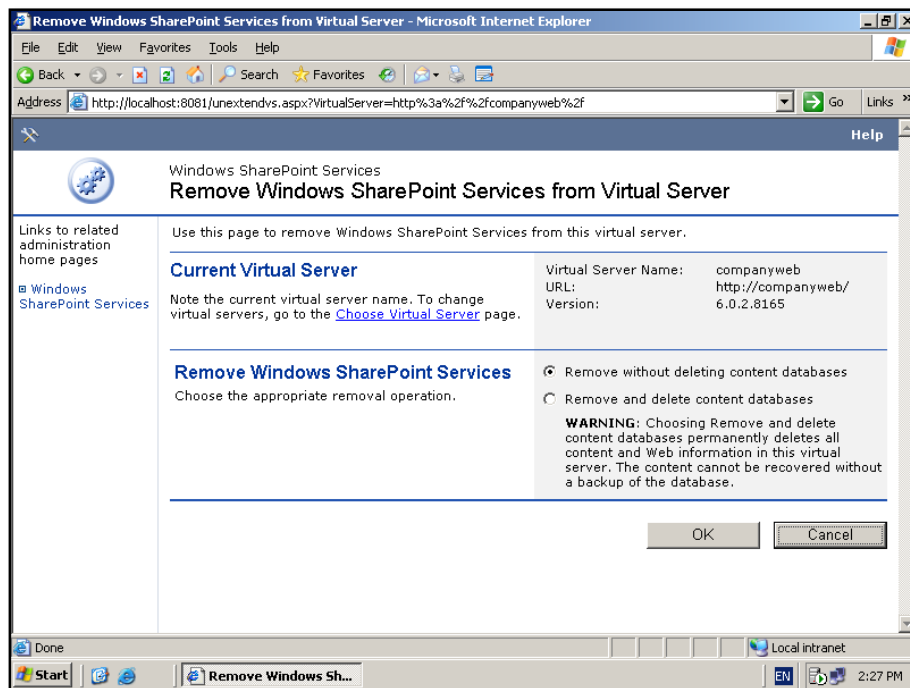 Remove Windows SharePoint Services from Virtual Server - Microsoft Internet Explorer
File Edit View Favorites Tools Help
Back Search Favorites
Address http://localhost:8081/unextendvs.aspx?VirtualServer=http%3a%2f%2fcompanyweb%2f Go Links »
Help
Windows SharePoint Services
Remove Windows SharePoint Services from Virtual Server
Links to related
administration
home pages
Windows
SharePoint Services
Use this page to remove Windows SharePoint Services from this virtual server.
Current Virtual Server
Note the current virtual server name. To change
virtual servers, go to the Choose Virtual Server page.
Virtual Server Name: companyweb
URL: http://companyweb/
Version: 6.0.2.8165
Remove Windows SharePoint Services
Choose the appropriate removal operation.
Remove without deleting content databases
Remove and delete content databases
WARNING: Choosing Remove and delete
content databases permanently deletes all
content and Web information in this virtual
server. The content cannot be recovered without
a backup of the database.
OK Cancel
Done Local intranet
Start Remove Windows Sh... EN 2:27 PM